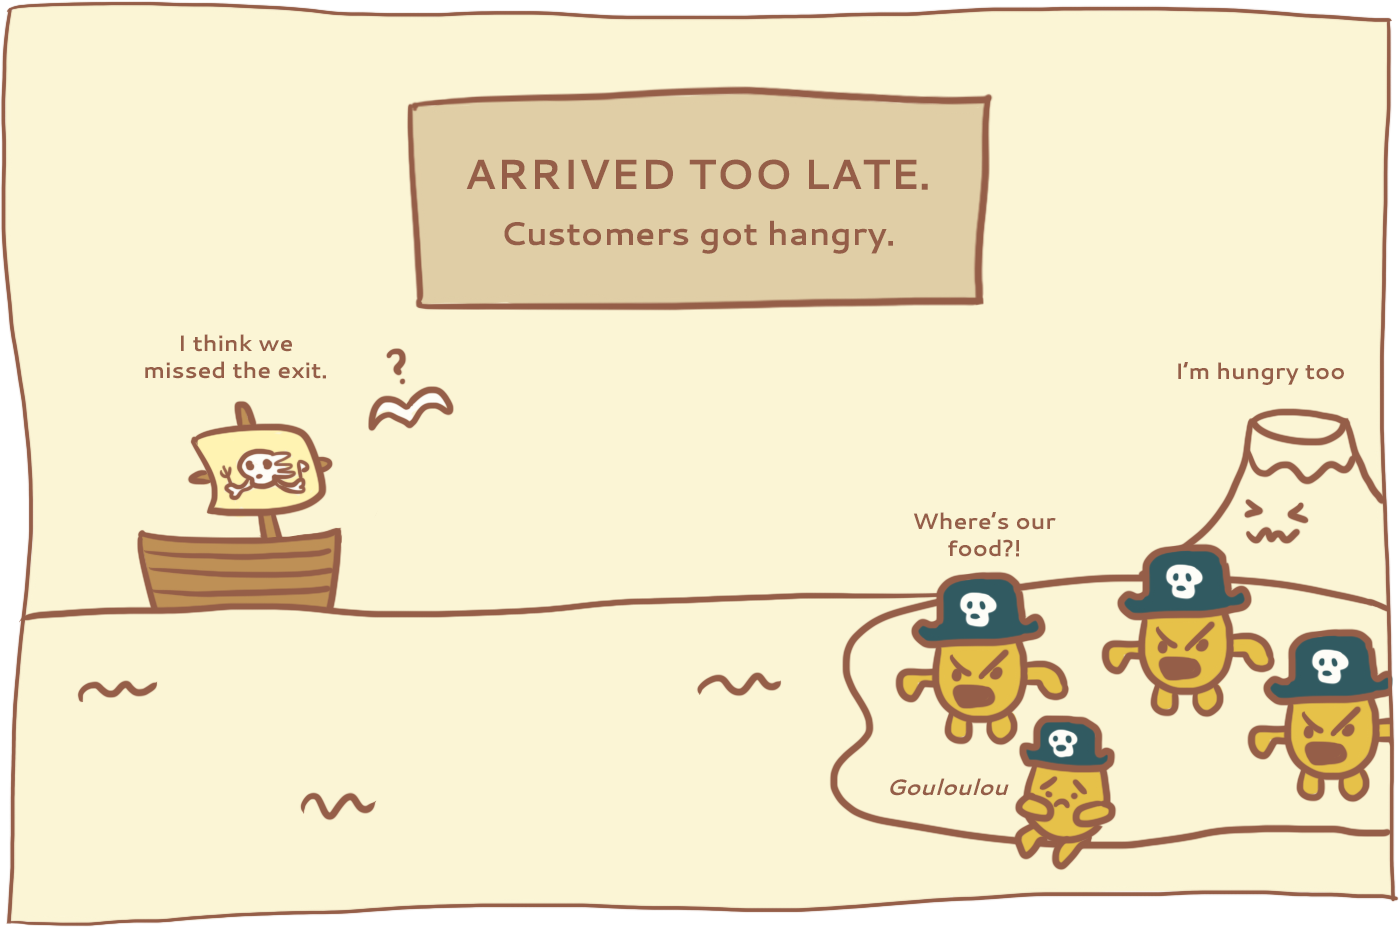 ARRIVED TOO LATE.
Customers got hangry.
I think we
missed the exit.
?
I'm hungry too
Where's our
food?!
Gouloulou